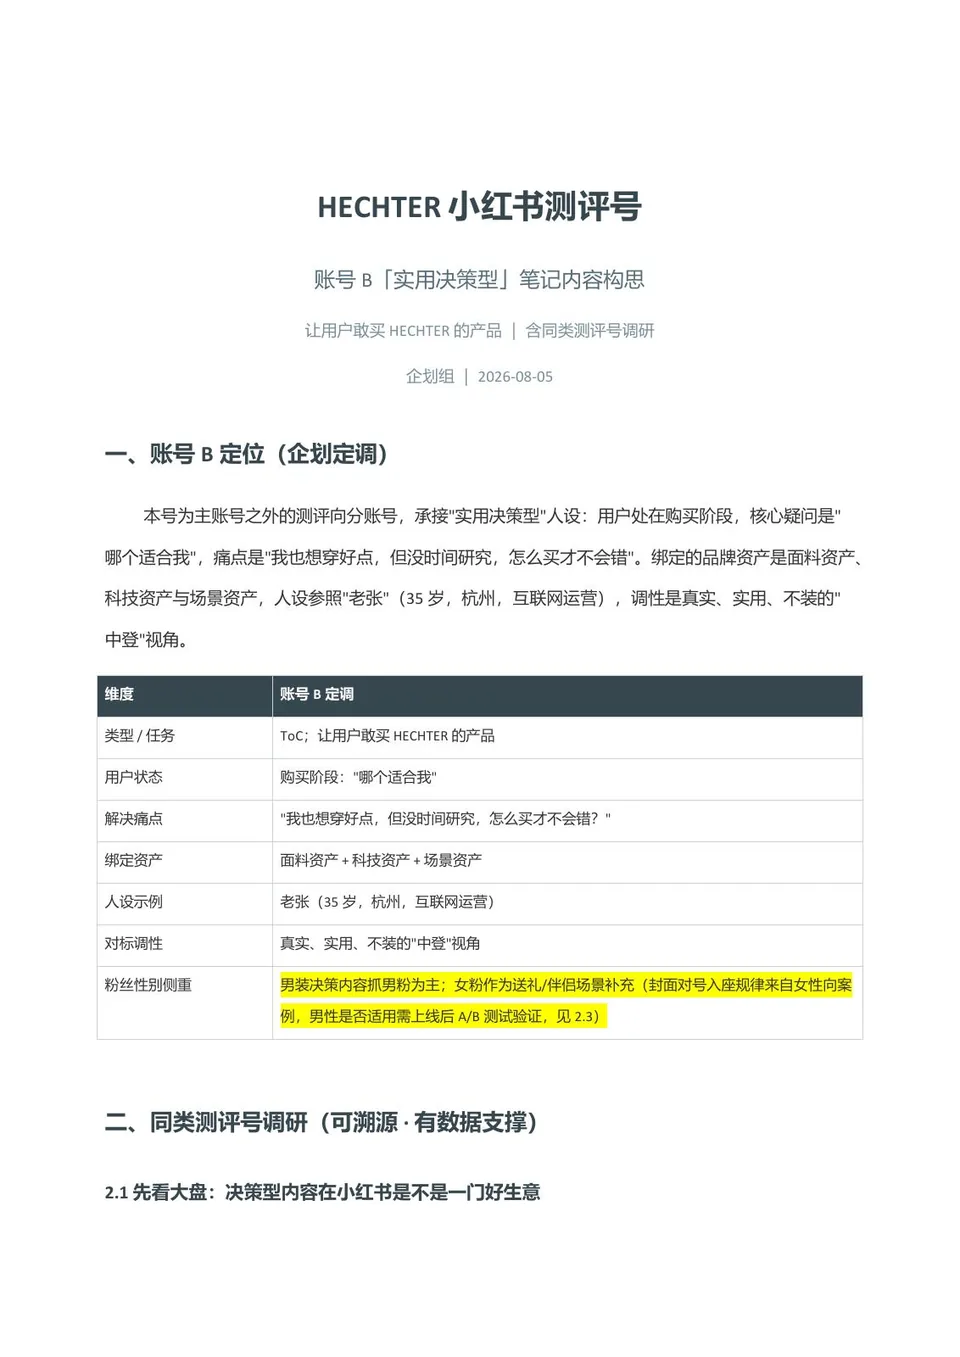 HECHTER 小红书测评号
账号 B「实用决策型」笔记内容构思
让用户敢买 HECHTER 的产品 | 含同类测评号调研
企划组 | 2026-08-05
一、账号 B 定位（企划定调）
本号为主账号之外的测评向分账号，承接"实用决策型"人设：用户处在购买阶段，核心疑问是"
哪个适合我"，痛点是"我也想穿好点，但没时间研究，怎么买才不会错"。绑定的品牌资产是面料资产、
科技资产与场景资产，人设参照"老张"（35 岁，杭州，互联网运营），调性是真实、实用、不装的"
中登"视角。
维度 账号 B 定调
类型 / 任务 ToC；让用户敢买 HECHTER 的产品
用户状态 购买阶段："哪个适合我"
解决痛点 "我也想穿好点，但没时间研究，怎么买才不会错？"
绑定资产 面料资产 + 科技资产 + 场景资产
人设示例 老张（35 岁，杭州，互联网运营）
对标调性 真实、实用、不装的"中登"视角
粉丝性别侧重 男装决策内容抓男粉为主；女粉作为送礼/伴侣场景补充（封面对号入座规律来自女性向案
例，男性是否适用需上线后 A/B 测试验证，见 2.3）
二、同类测评号调研（可溯源 · 有数据支撑）
2.1 先看大盘：决策型内容在小红书是不是一门好生意